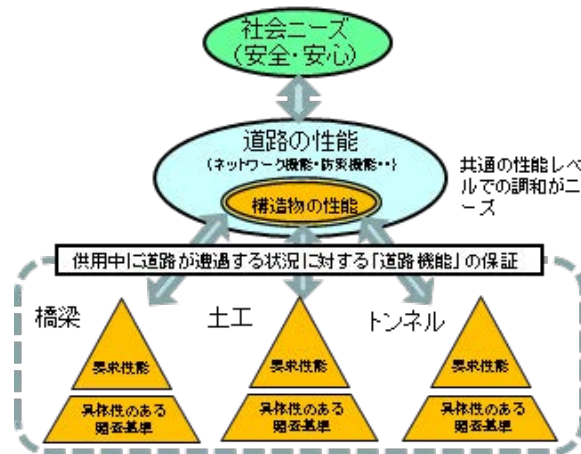 社会ニーズ
(安全・安心)
道路の性能
(ネットワーク機能・防災機能・・)
構造物の性能
共通の性能レベ
ルでの調和がニ
ーズ
供用中に道路が遭遇する状況に対する「道路機能」の保証
橋梁
土工
トンネル
要求性能
要求性能
要求性能
具体性のある
照査基準
具体性のある
照査基準
具体性のある
照査基準